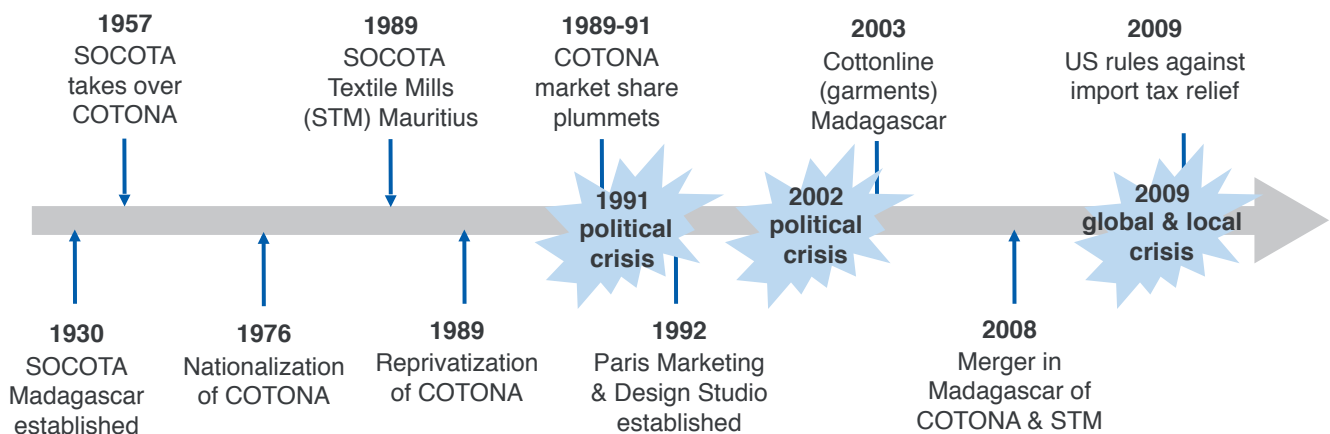 1957
SOCOTA
takes over
COTONA
1989
SOCOTA
Textile Mills
(STM) Mauritius
1989-91
COTONA
market share
plummets
2003
Cottonline
(garments)
Madagascar
2009
US rules against
import tax relief
1991
political
crisis
2002
political
crisis
2009
global & local
crisis
1930
SOCOTA
Madagascar
established
1976
Nationalization
of COTONA
1989
Reprivatization
of COTONA
1992
Paris Marketing
& Design Studio
established
2008
Merger in
Madagascar of
COTONA & STM